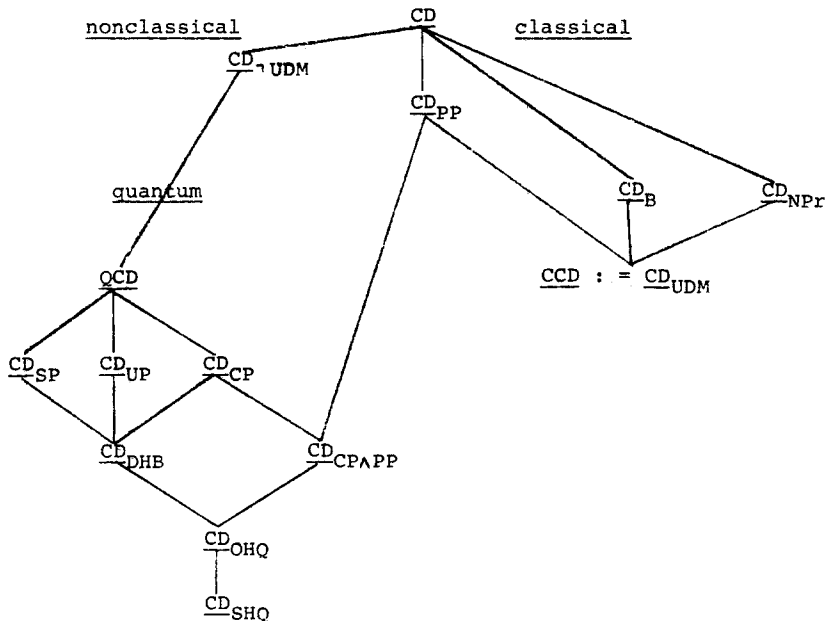 nonclassical CD classical
CD¬UDM
CDPP
quantum CDB CDNPr
QCD CCD : = CDUDM
CDSP CDUP CDCP
CDDHB CDCP∧PP
CDOHQ
CDSHQ